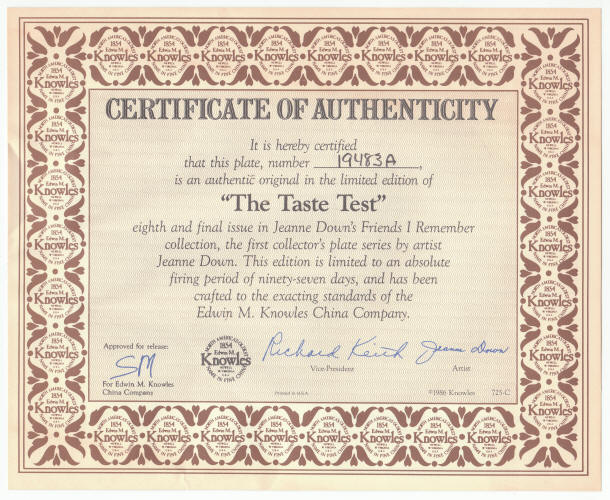 CERTIFICATE OF AUTHENTICITY
It is hereby certified
that this plate, number 19483A,
is an authentic original in the limited edition of
"The Taste Test"
eighth and final issue in Jeanne Down's Friends I Remember
collection, the first collector's plate series by artist
Jeanne Down. This edition is limited to an absolute
firing period of ninety-seven days, and has been
crafted to the exacting standards of the
Edwin M. Knowles China Company.
Approved for release:
SM
For Edwin M. Knowles
China Company
1854
Edwin M.
Knowles
Richard Keith
Vice-President
Jeanne Down
Artist
Printed in U.S.A.
©1986 Knowles 725-C